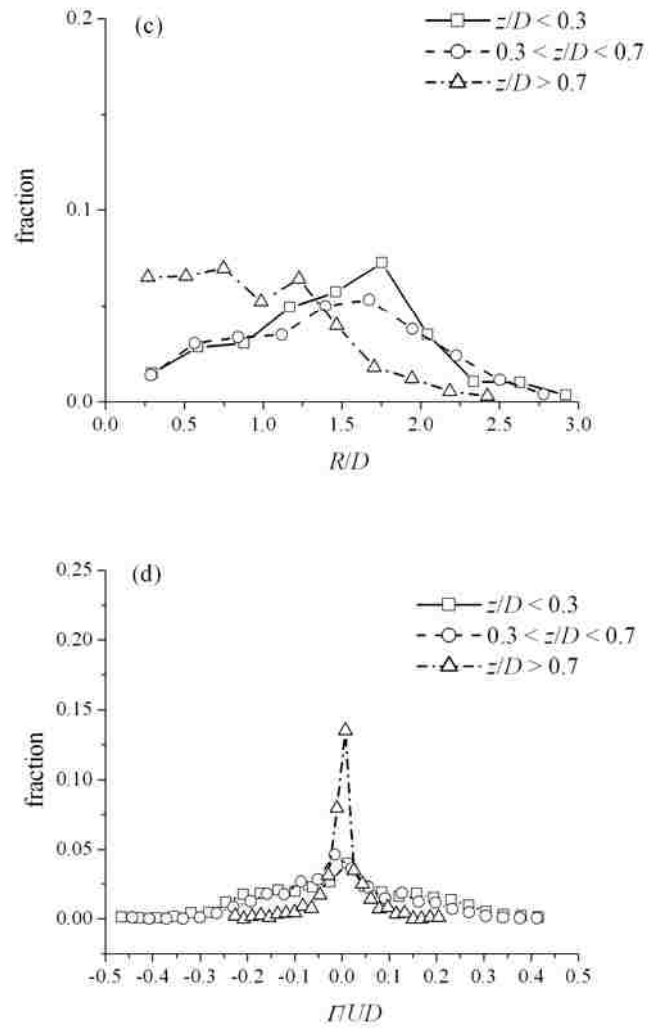 (c)
z/D < 0.3
0.3 < z/D < 0.7
z/D > 0.7
0.2
0.1
0.0
fraction
0.0 0.5 1.0 1.5 2.0 2.5 3.0
R/D
(d)
z/D < 0.3
0.3 < z/D < 0.7
z/D > 0.7
0.25
0.20
0.15
0.10
0.05
0.00
fraction
-0.5 -0.4 -0.3 -0.2 -0.1 0.0 0.1 0.2 0.3 0.4 0.5
Γ/UD